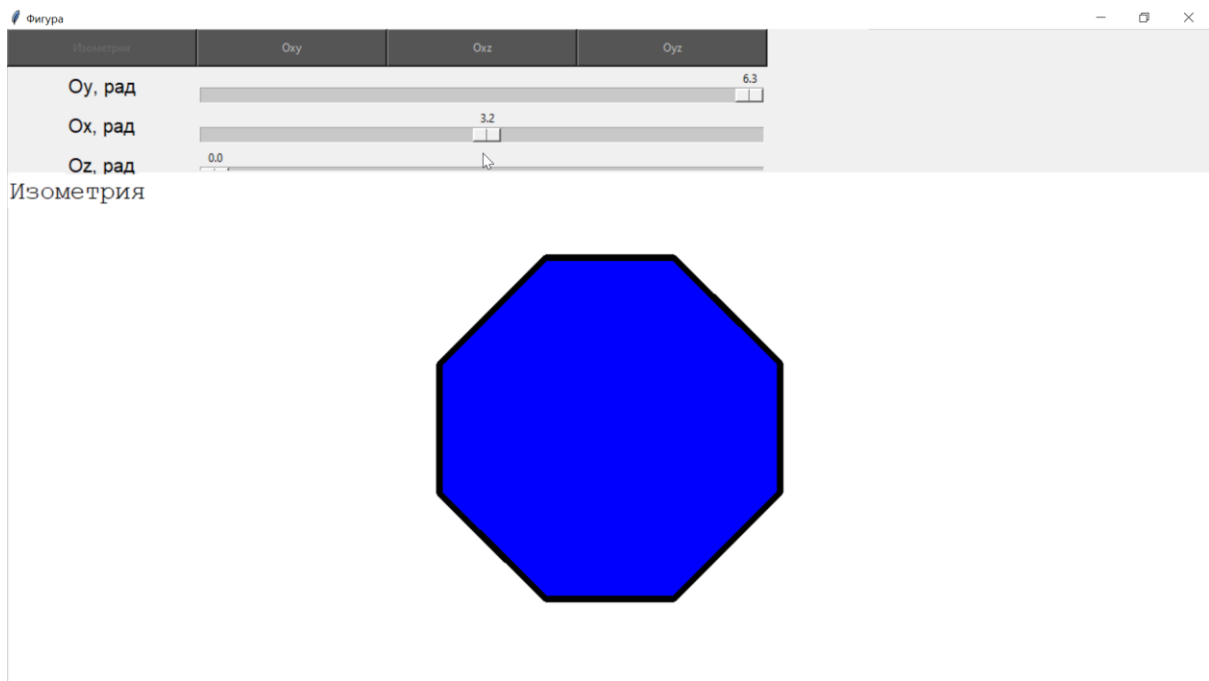 Фигура
Изометрия Oxy Oxz Oyz
6.3
Oy, рад
3.2
Ox, рад
0.0
Oz, рад
Изометрия